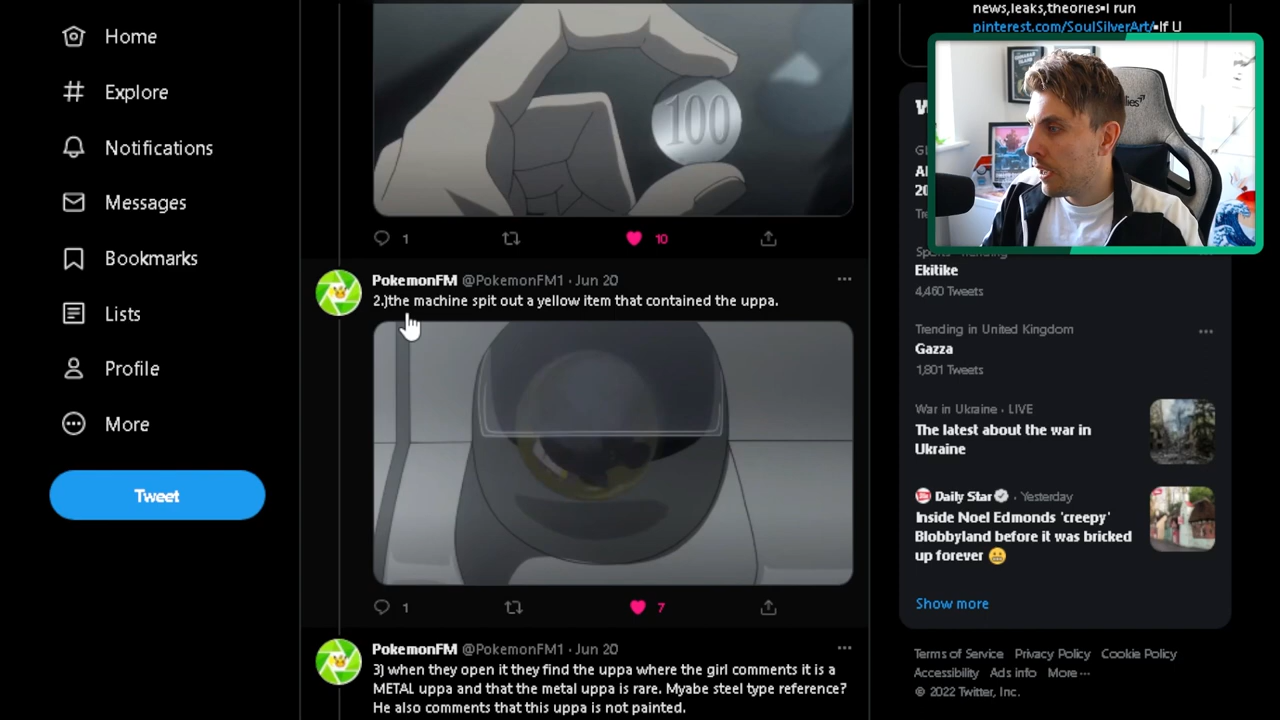 Home
Explore
Notifications
Messages
Bookmarks
Lists
Profile
More
Tweet
100
1
10
PokemonFM @PokemonFM1 · Jun 20
2.)the machine spit out a yellow item that contained the uppa.
1
7
PokemonFM @PokemonFM1 · Jun 20
3) when they open it they find the uppa where the girl comments it is a
METAL uppa and that the metal uppa is rare. Myabe steel type reference?
He also comments that this uppa is not painted.
news,leaks,theories▪I run
pinterest.com/SoulSilverArt/▪If U
Ekitike
4,460 Tweets
Trending in United Kingdom
Gazza
1,801 Tweets
War in Ukraine · LIVE
The latest about the war in
Ukraine
Daily Star · Yesterday
Inside Noel Edmonds 'creepy'
Blobbyland before it was bricked
up forever 😬
Show more
Terms of Service Privacy Policy Cookie Policy
Accessibility Ads info More
© 2022 Twitter, Inc.